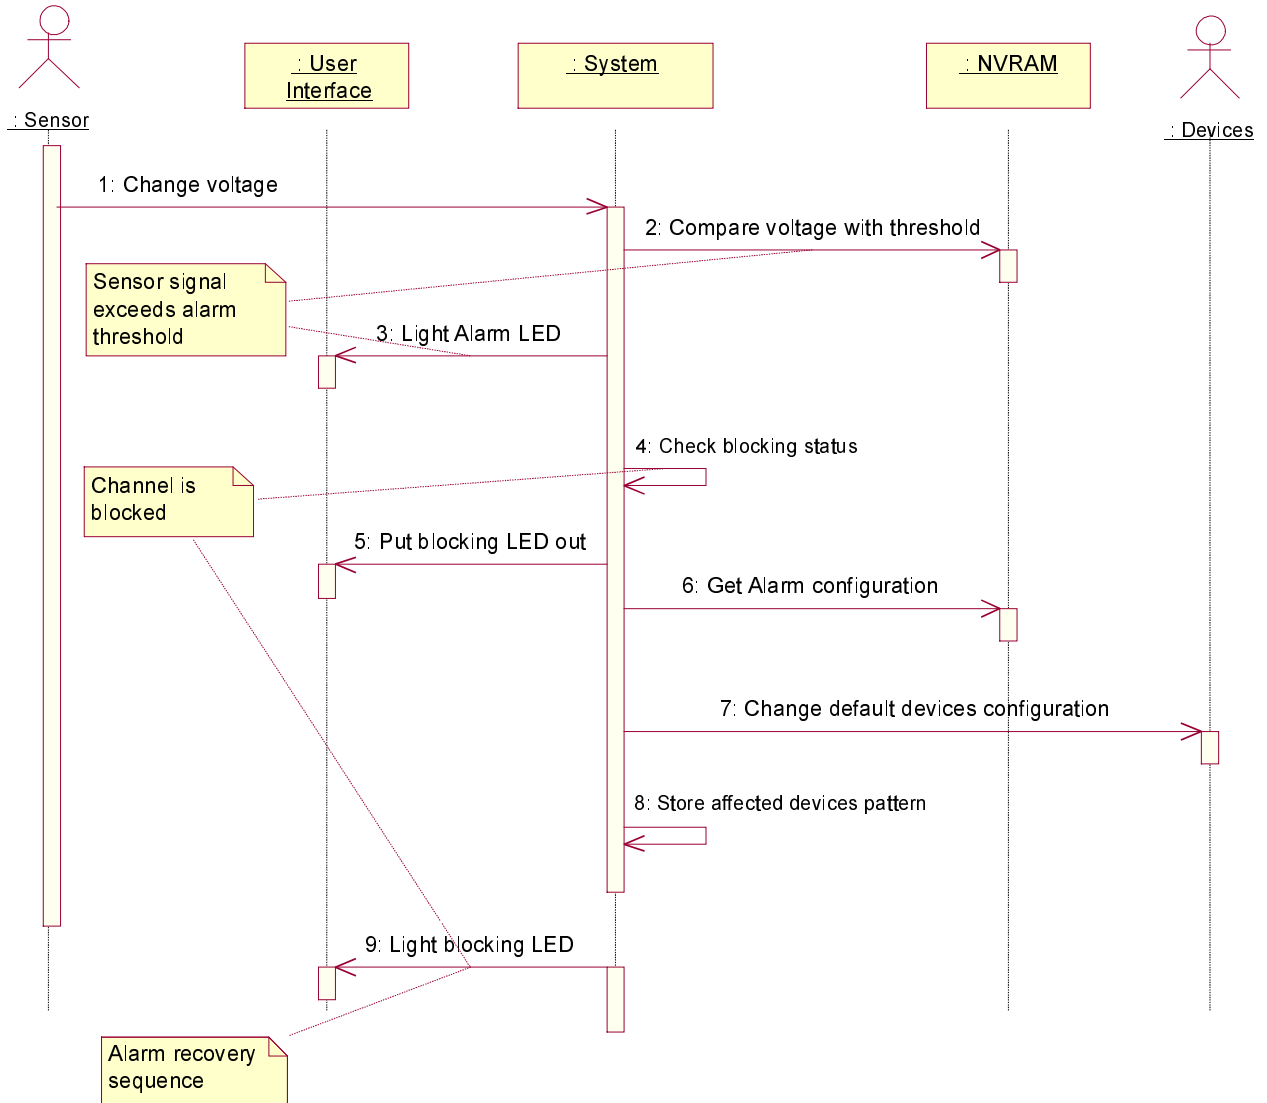 : User
Interface
: System
: NVRAM
: Sensor
: Devices
1: Change voltage
2: Compare voltage with threshold
Sensor signal
exceeds alarm
threshold
3: Light Alarm LED
4: Check blocking status
Channel is
blocked
5: Put blocking LED out
6: Get Alarm configuration
7: Change default devices configuration
8: Store affected devices pattern
9: Light blocking LED
Alarm recovery
sequence